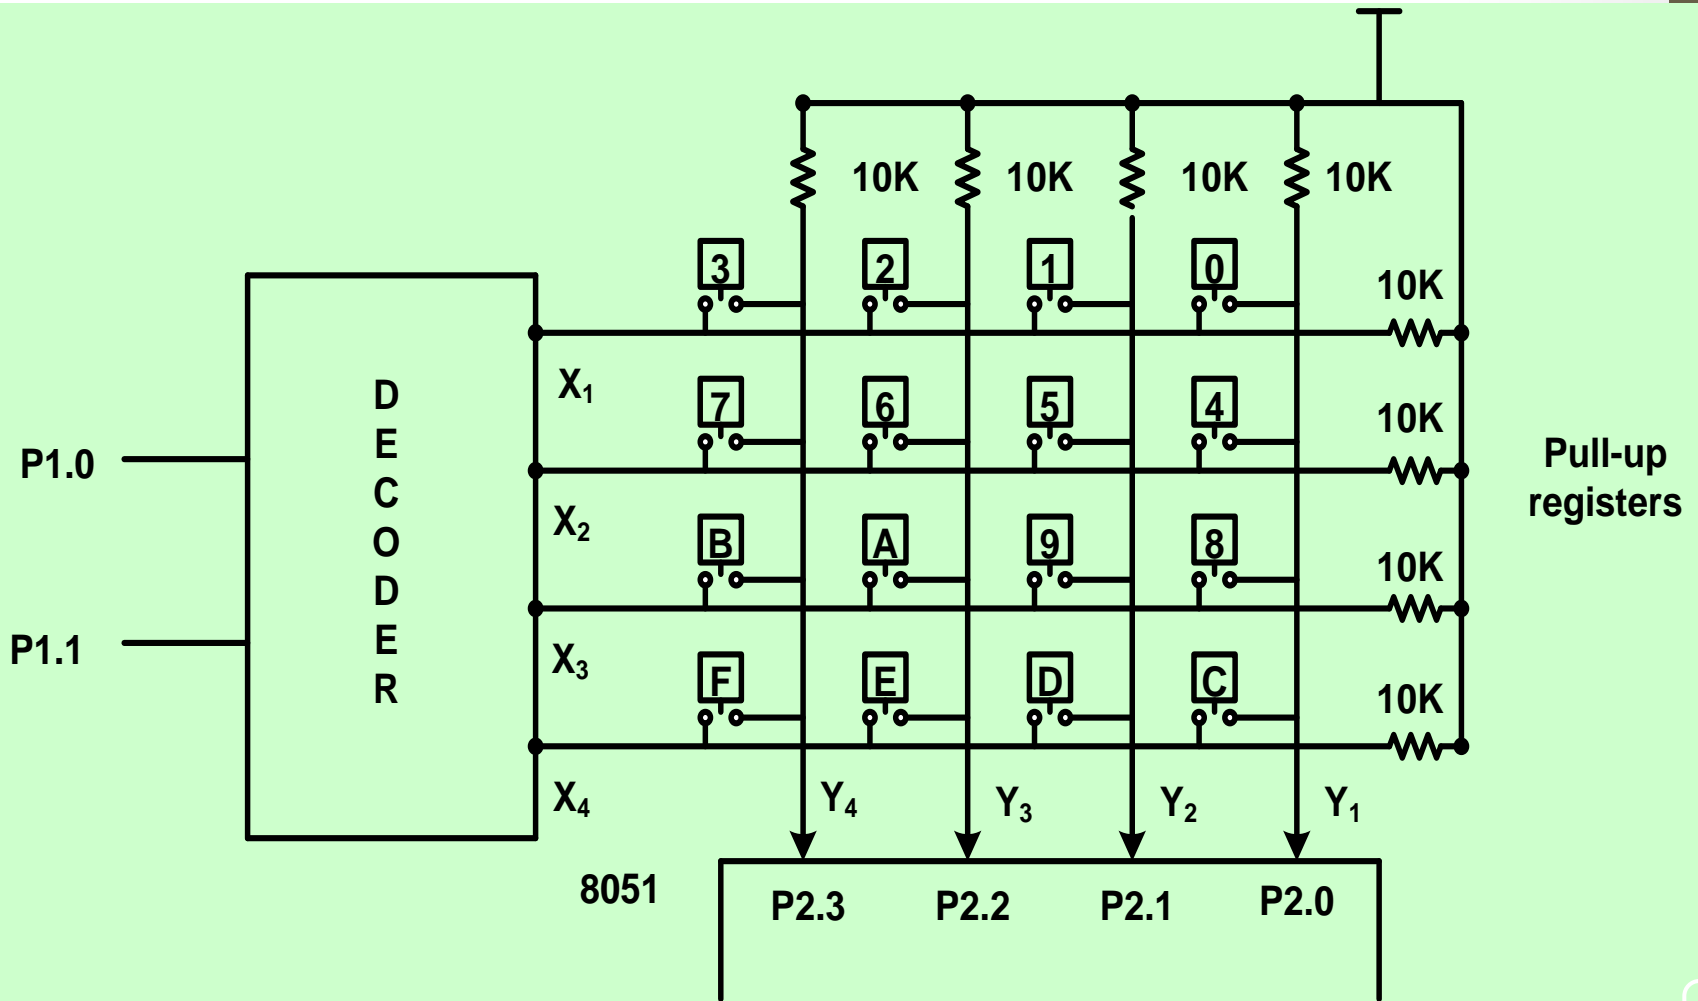 10K 10K 10K 10K
3 2 1 0
10K
X1
7 6 5 4
10K
P1.0
DECODER
Pull-up
registers
X2
B A 9 8
10K
P1.1
X3
F E D C
10K
X4
Y4 Y3 Y2 Y1
8051
P2.3 P2.2 P2.1 P2.0